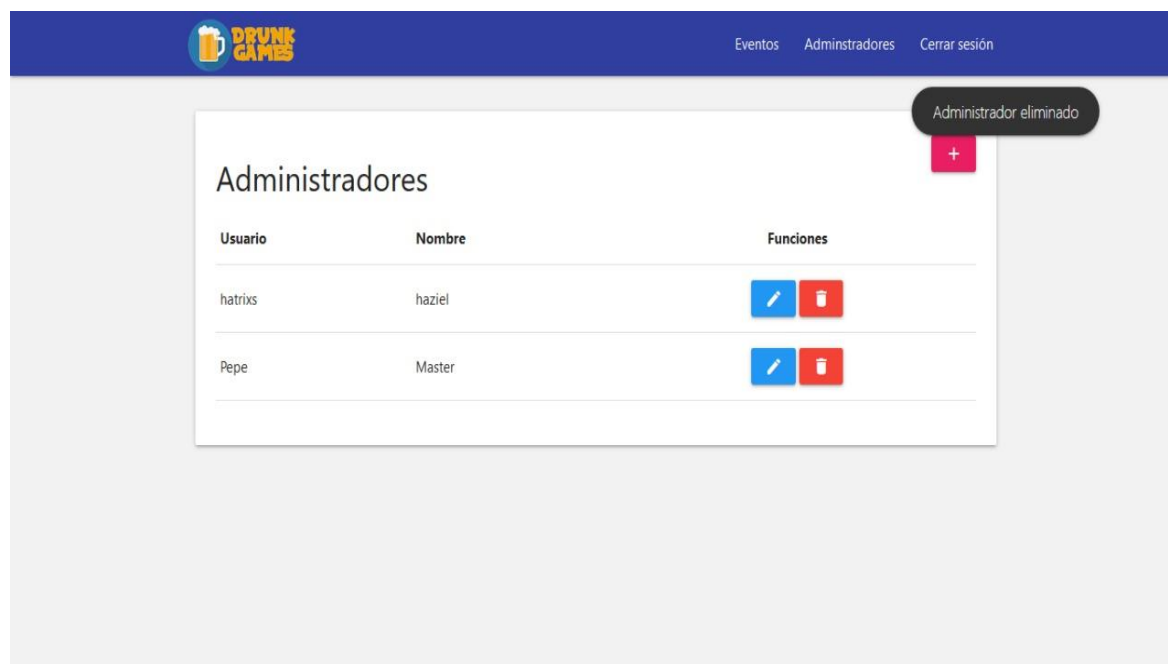 DRUNK
GAMES
Eventos Adminstradores Cerrar sesión
Administrador eliminado
+
Administradores
Usuario Nombre Funciones
hatrixs haziel
Pepe Master